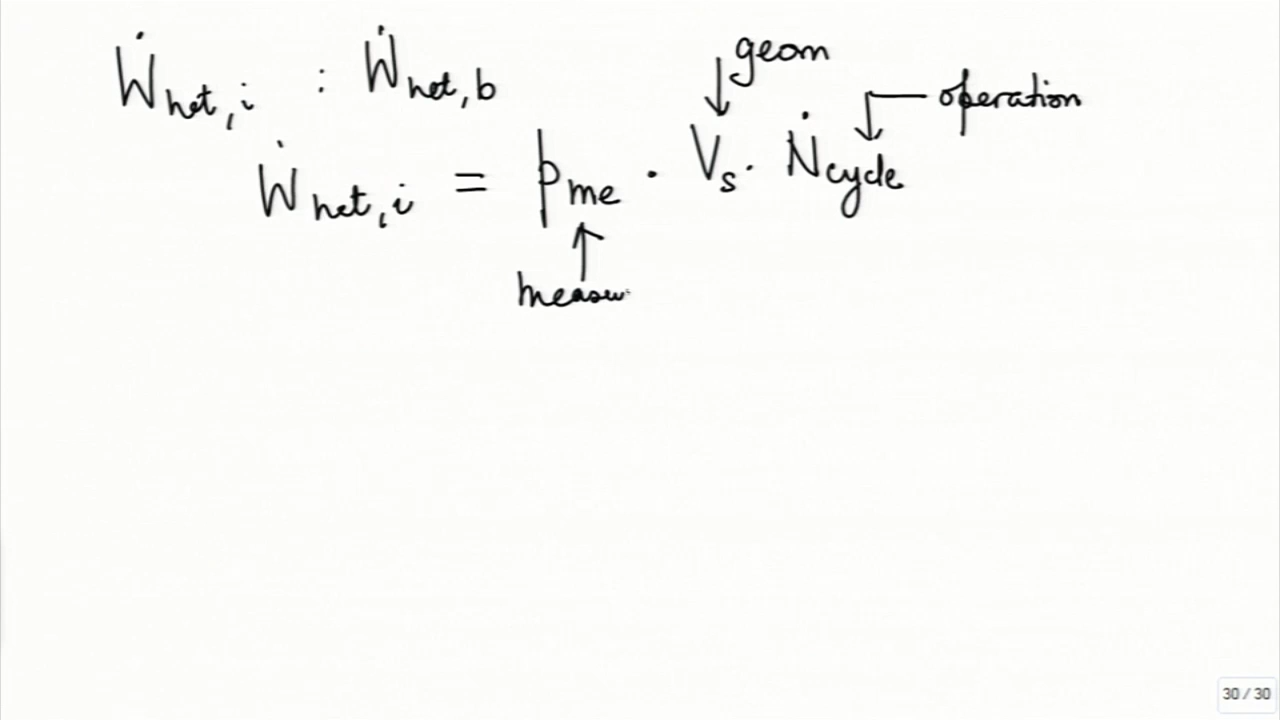 Ẇnet,i : Ẇnet,b
geom
operation
Ẇnet,i = pme · Vs · Ṅcycle
measu
30 / 30